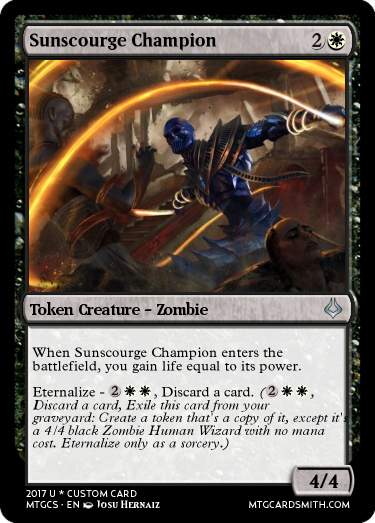 Sunscourge Champion 2
Token Creature – Zombie
When Sunscourge Champion enters the
battlefield, you gain life equal to its power.
Eternalize - 2, Discard a card. (2,
Discard a card, Exile this card from your
graveyard: Create a token that's a copy of it, except it's
a 4/4 black Zombie Human Wizard with no mana
cost. Eternalize only as a sorcery.)
4/4
2017 U * CUSTOM CARD
MTGCS · EN JOSU HERNAIZ
MTGCARDSMITH.COM